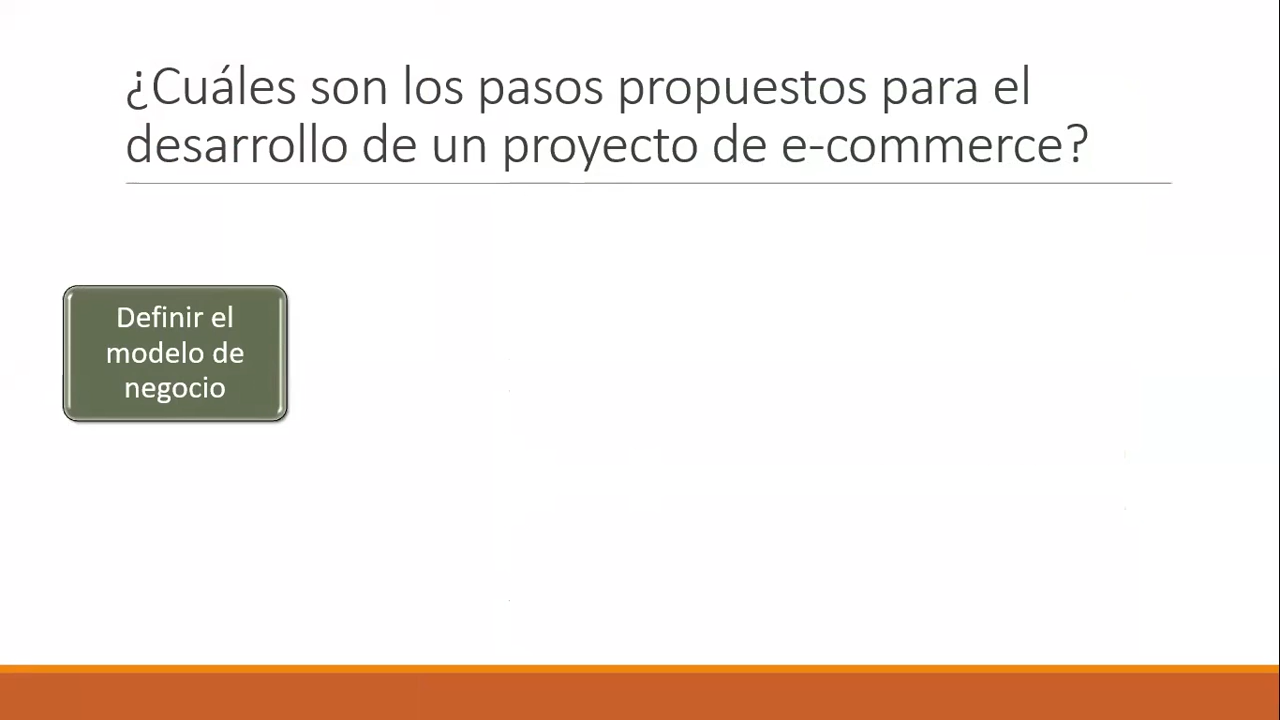 ¿Cuáles son los pasos propuestos para el
desarrollo de un proyecto de e-commerce?
Definir el
modelo de
negocio